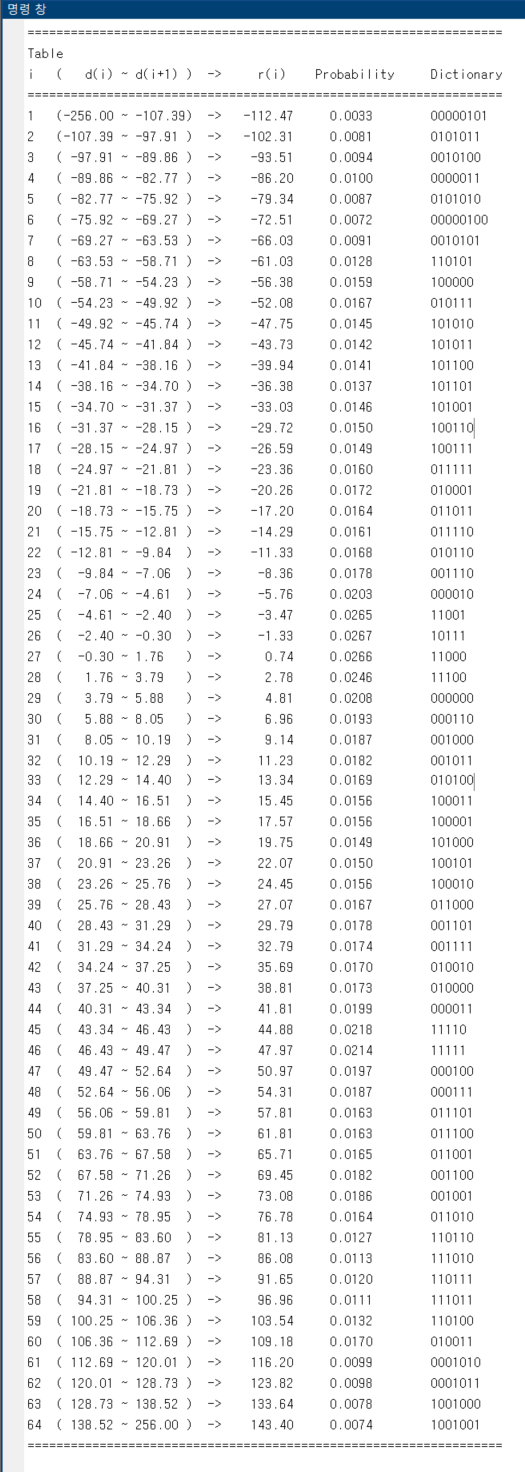 명령 창
==================================================================
Table
i ( d(i) ~ d(i+1) ) -> r(i) Probability Dictionary
==================================================================
1 (-256.00 ~ -107.39) -> -112.47 0.0033 00000101
2 (-107.39 ~ -97.91 ) -> -102.31 0.0081 0101011
3 ( -97.91 ~ -89.86 ) -> -93.51 0.0094 0010100
4 ( -89.86 ~ -82.77 ) -> -86.20 0.0100 0000011
5 ( -82.77 ~ -75.92 ) -> -79.34 0.0087 0101010
6 ( -75.92 ~ -69.27 ) -> -72.51 0.0072 00000100
7 ( -69.27 ~ -63.53 ) -> -66.03 0.0091 0010101
8 ( -63.53 ~ -58.71 ) -> -61.03 0.0128 110101
9 ( -58.71 ~ -54.23 ) -> -56.38 0.0159 100000
10 ( -54.23 ~ -49.92 ) -> -52.08 0.0167 010111
11 ( -49.92 ~ -45.74 ) -> -47.75 0.0145 101010
12 ( -45.74 ~ -41.84 ) -> -43.73 0.0142 101011
13 ( -41.84 ~ -38.16 ) -> -39.94 0.0141 101100
14 ( -38.16 ~ -34.70 ) -> -36.38 0.0137 101101
15 ( -34.70 ~ -31.37 ) -> -33.03 0.0146 101001
16 ( -31.37 ~ -28.15 ) -> -29.72 0.0150 100110
17 ( -28.15 ~ -24.97 ) -> -26.59 0.0149 100111
18 ( -24.97 ~ -21.81 ) -> -23.36 0.0160 011111
19 ( -21.81 ~ -18.73 ) -> -20.26 0.0172 010001
20 ( -18.73 ~ -15.75 ) -> -17.20 0.0164 011011
21 ( -15.75 ~ -12.81 ) -> -14.29 0.0161 011110
22 ( -12.81 ~ -9.84 ) -> -11.33 0.0168 010110
23 ( -9.84 ~ -7.06 ) -> -8.36 0.0178 001110
24 ( -7.06 ~ -4.61 ) -> -5.76 0.0203 000010
25 ( -4.61 ~ -2.40 ) -> -3.47 0.0265 11001
26 ( -2.40 ~ -0.30 ) -> -1.33 0.0267 10111
27 ( -0.30 ~ 1.76 ) -> 0.74 0.0266 11000
28 ( 1.76 ~ 3.79 ) -> 2.78 0.0246 11100
29 ( 3.79 ~ 5.88 ) -> 4.81 0.0208 000000
30 ( 5.88 ~ 8.05 ) -> 6.96 0.0193 000110
31 ( 8.05 ~ 10.19 ) -> 9.14 0.0187 001000
32 ( 10.19 ~ 12.29 ) -> 11.23 0.0182 001011
33 ( 12.29 ~ 14.40 ) -> 13.34 0.0169 010100
34 ( 14.40 ~ 16.51 ) -> 15.45 0.0156 100011
35 ( 16.51 ~ 18.66 ) -> 17.57 0.0156 100001
36 ( 18.66 ~ 20.91 ) -> 19.75 0.0149 101000
37 ( 20.91 ~ 23.26 ) -> 22.07 0.0150 100101
38 ( 23.26 ~ 25.76 ) -> 24.45 0.0156 100010
39 ( 25.76 ~ 28.43 ) -> 27.07 0.0167 011000
40 ( 28.43 ~ 31.29 ) -> 29.79 0.0178 001101
41 ( 31.29 ~ 34.24 ) -> 32.79 0.0174 001111
42 ( 34.24 ~ 37.25 ) -> 35.69 0.0170 010010
43 ( 37.25 ~ 40.31 ) -> 38.81 0.0173 010000
44 ( 40.31 ~ 43.34 ) -> 41.81 0.0199 000011
45 ( 43.34 ~ 46.43 ) -> 44.88 0.0218 11110
46 ( 46.43 ~ 49.47 ) -> 47.97 0.0214 11111
47 ( 49.47 ~ 52.64 ) -> 50.97 0.0197 000100
48 ( 52.64 ~ 56.06 ) -> 54.31 0.0187 000111
49 ( 56.06 ~ 59.81 ) -> 57.81 0.0163 011101
50 ( 59.81 ~ 63.76 ) -> 61.81 0.0163 011100
51 ( 63.76 ~ 67.58 ) -> 65.71 0.0165 011001
52 ( 67.58 ~ 71.26 ) -> 69.45 0.0182 001100
53 ( 71.26 ~ 74.93 ) -> 73.08 0.0186 001001
54 ( 74.93 ~ 78.95 ) -> 76.78 0.0164 011010
55 ( 78.95 ~ 83.60 ) -> 81.13 0.0127 110110
56 ( 83.60 ~ 88.87 ) -> 86.08 0.0113 111010
57 ( 88.87 ~ 94.31 ) -> 91.65 0.0120 110111
58 ( 94.31 ~ 100.25 ) -> 96.96 0.0111 111011
59 ( 100.25 ~ 106.36 ) -> 103.54 0.0132 110100
60 ( 106.36 ~ 112.69 ) -> 109.18 0.0170 010011
61 ( 112.69 ~ 120.01 ) -> 116.20 0.0099 0001010
62 ( 120.01 ~ 128.73 ) -> 123.82 0.0098 0001011
63 ( 128.73 ~ 138.52 ) -> 133.64 0.0078 1001000
64 ( 138.52 ~ 256.00 ) -> 143.40 0.0074 1001001
==================================================================